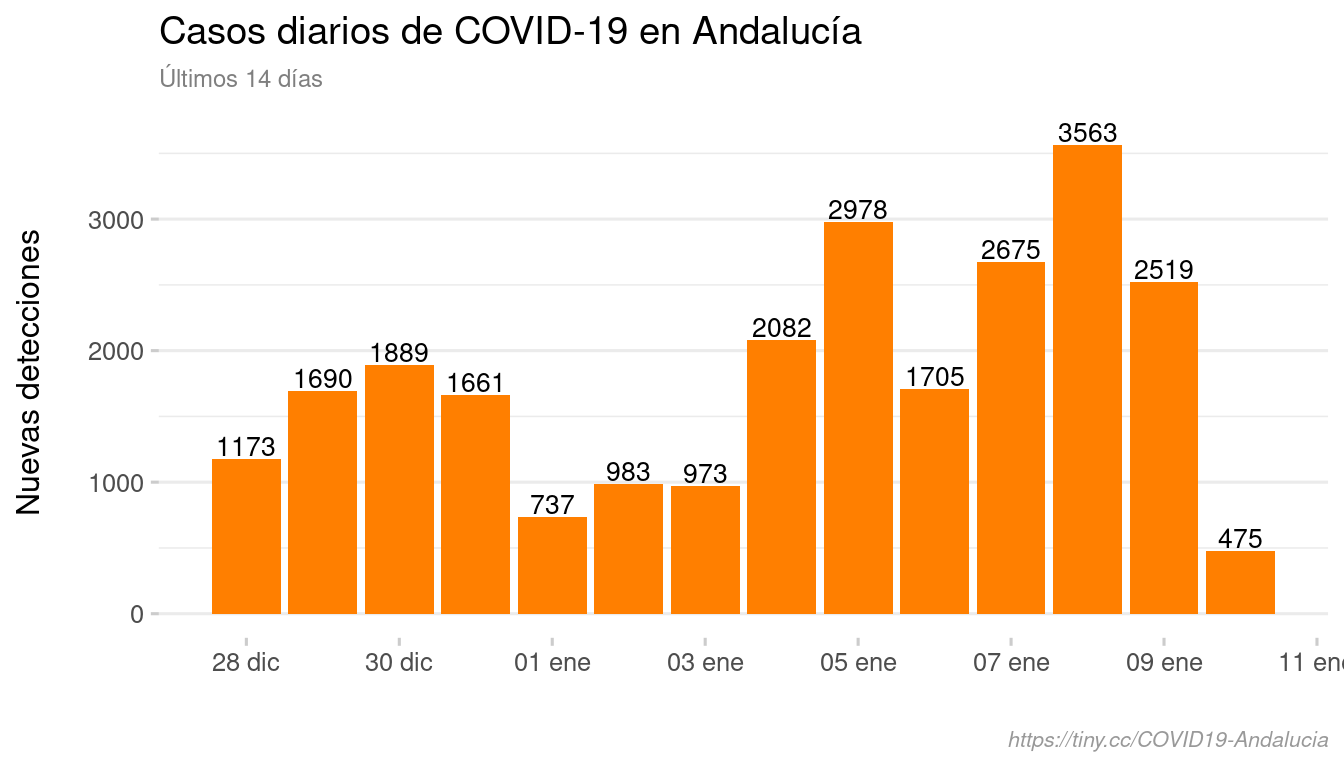 Casos diarios de COVID-19 en Andalucía
Últimos 14 días
Nuevas detecciones
3000
2000
1000
0
1173
1690
1889
1661
737
983
973
2082
2978
1705
2675
3563
2519
475
28 dic
30 dic
01 ene
03 ene
05 ene
07 ene
09 ene
11 en
https://tiny.cc/COVID19-Andalucia